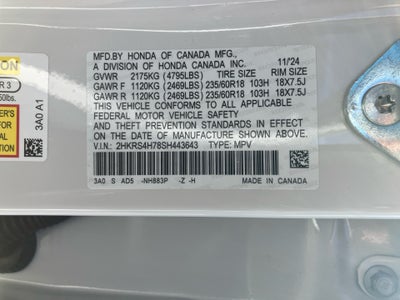 MFD.BY HONDA OF CANADA MFG.,
A DIVISION OF HONDA CANADA INC. 11/24
GVWR 2175KG (4795LBS) TIRE SIZE RIM SIZE
GAWR F 1120KG (2469LBS) 235/60R18 103H 18X7.5J
GAWR R 1120KG (2469LBS) 235/60R18 103H 18X7.5J
THIS VEHICLE CONFORMS TO ALL APPLICABLE
FEDERAL MOTOR VEHICLE SAFETY
AND THEFT PREVENTION STANDARDS IN EFFECT
ON THE DATE OF MANUFACTURE SHOWN ABOVE.
V.I.N.: 2HKRS4H78SH443643 TYPE: MPV
3A0 S AD5 -NH883P -Z -H MADE IN CANADA
R 3
3A0 A1